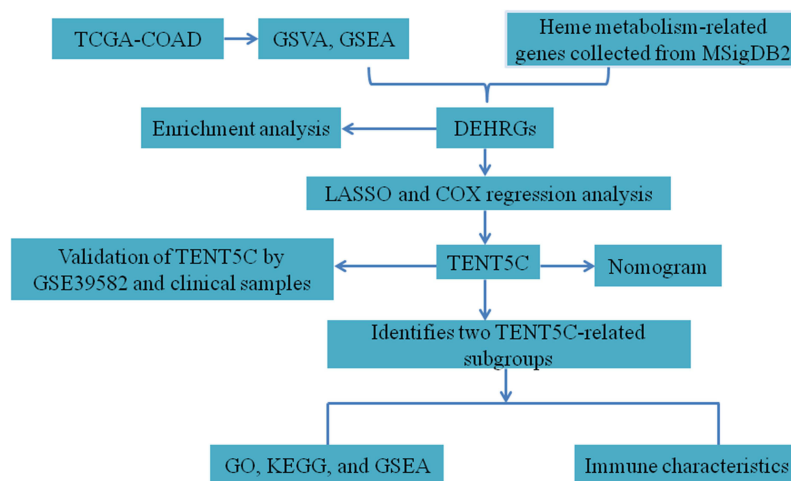 TCGA-COAD
GSVA, GSEA
Heme metabolism-related
genes collected from MSigDB2
Enrichment analysis
DEHRGs
LASSO and COX regression analysis
Validation of TENT5C by
GSE39582 and clinical samples
TENT5C
Nomogram
Identifies two TENT5C-related
subgroups
GO, KEGG, and GSEA
Immune characteristics